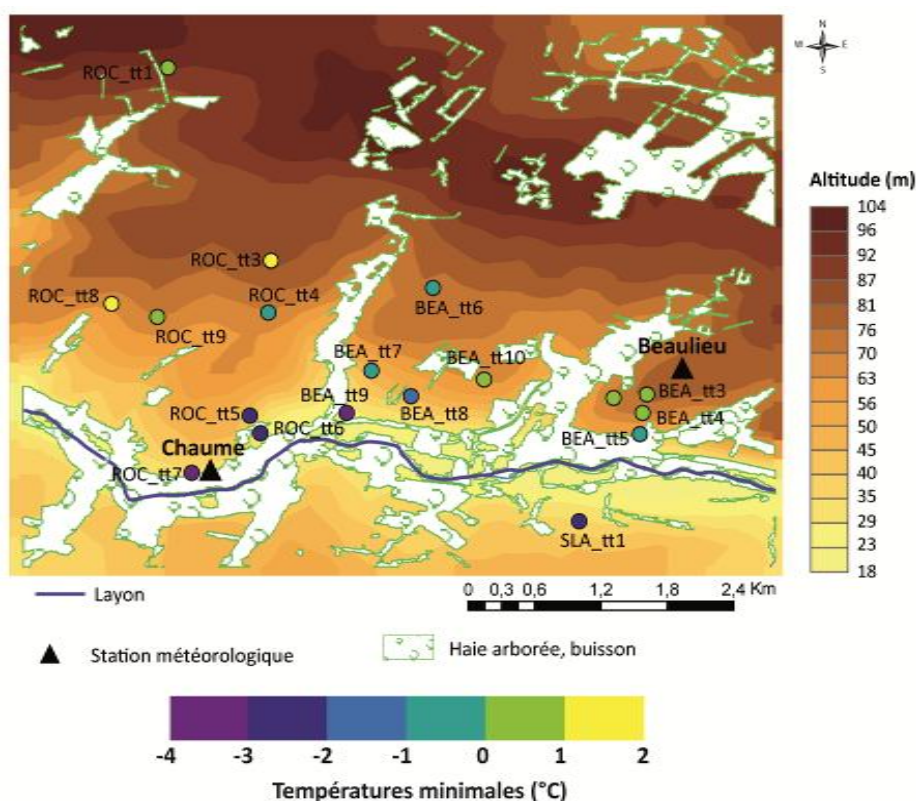 N
W E
S
ROC_tt1
ROC_tt3
ROC_tt8
ROC_tt4
ROC_tt9
BEA_tt6
BEA_tt7
BEA_tt10
Beaulieu
BEA_tt3
BEA_tt9
BEA_tt8
BEA_tt4
ROC_tt5
ROC_tt6
BEA_tt5
Chaume
ROC_tt7
SLA_tt1
Altitude (m)
104
96
92
87
81
76
70
63
56
50
45
40
35
29
23
18
0 0,3 0,6 1,2 1,8 2,4 Km
Layon
Station météorologique
Haie arborée, buisson
-4 -3 -2 -1 0 1 2
Températures minimales (°C)